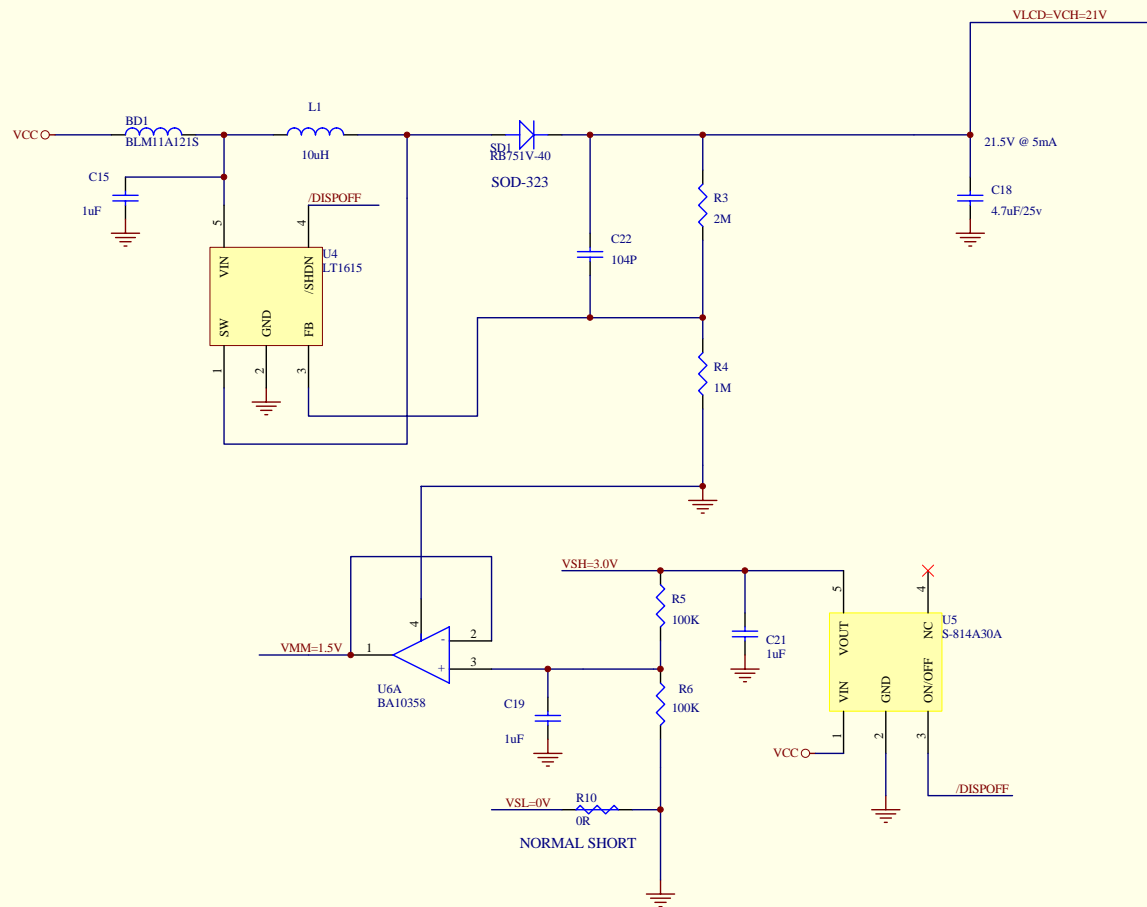 VLCD=VCH=21V
L1
BD1
VCC
BLM11A121S
10uH
SD1
RB751V-40
SOD-323
21.5V @ 5mA
C15
1uF
/DISPOFF
5
4
R3
2M
C18
4.7uF/25v
U4
LT1615
VIN
/SHDN
SW
GND
FB
1
2
3
C22
104P
R4
1M
VSH=3.0V
VMM=1.5V
1
4
2
-
3
+
U6A
BA10358
R5
100K
C21
1uF
R6
100K
C19
1uF
5
4
U5
S-814A30A
VOUT
NC
VIN
GND
ON/OFF
1
2
3
VCC
/DISPOFF
VSL=0V
R10
0R
NORMAL SHORT